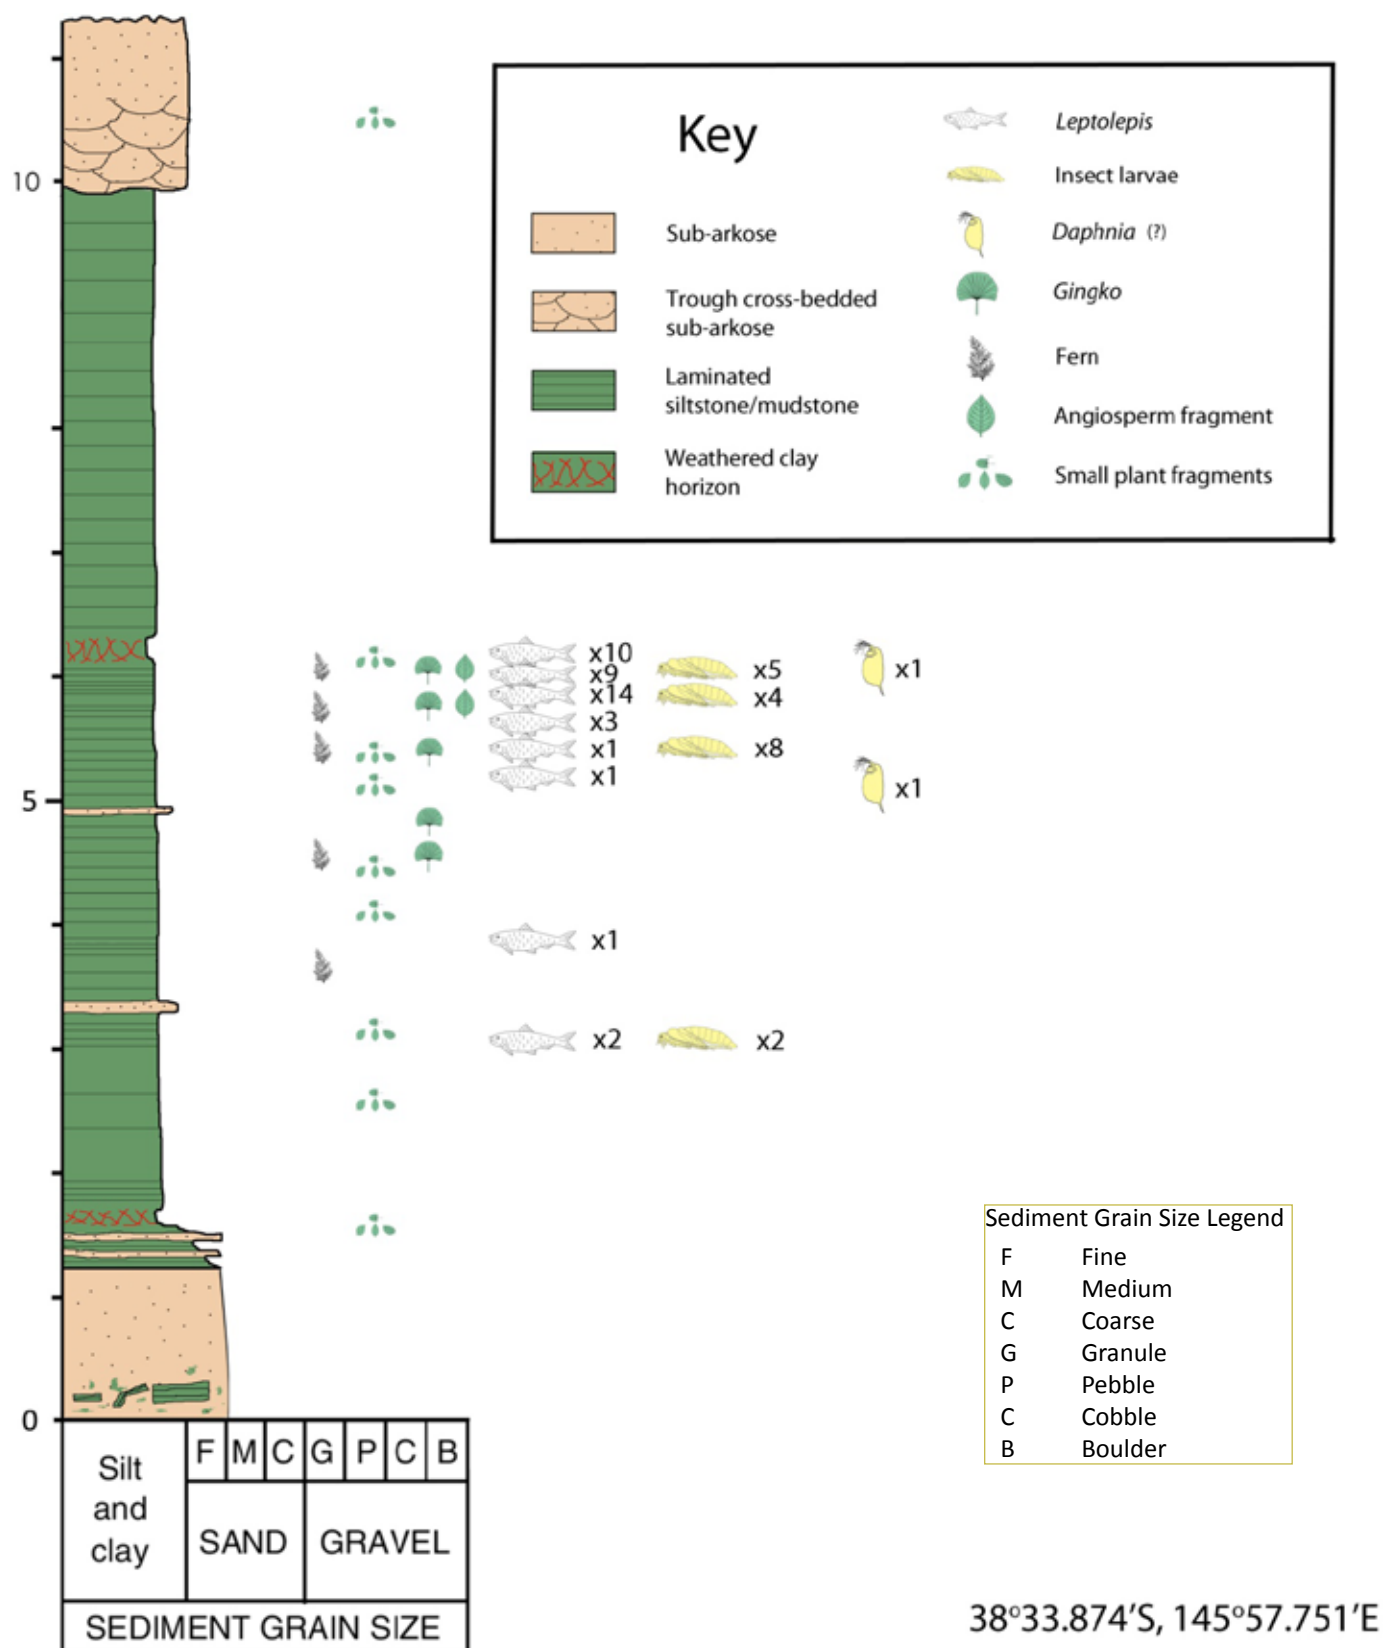 10
5
0
Key
Sub-arkose
Trough cross-bedded
sub-arkose
Laminated
siltstone/mudstone
Weathered clay
horizon
Leptolepis
Insect larvae
Daphnia (?)
Gingko
Fern
Angiosperm fragment
Small plant fragments
x10
x9
x5
x1
x14
x4
x3
x1
x8
x1
x1
x1
x2
x2
Sediment Grain Size Legend
F Fine
M Medium
C Coarse
G Granule
P Pebble
C Cobble
B Boulder
Silt
and
clay
F M C G P C B
SAND GRAVEL
SEDIMENT GRAIN SIZE
38°33.874'S, 145°57.751'E